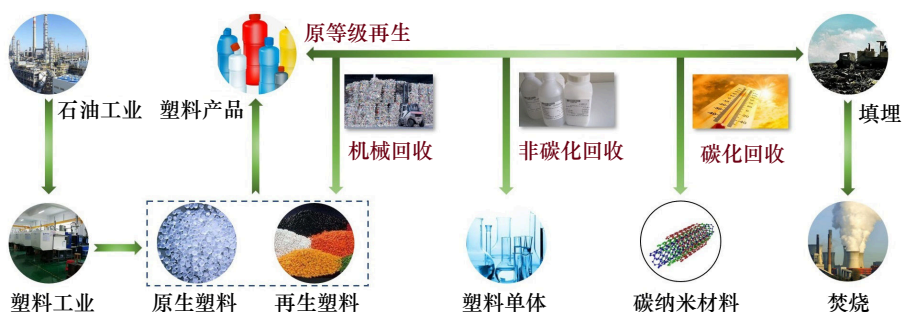 原等级再生
石油工业
塑料产品
填埋
机械回收
非碳化回收
碳化回收
塑料工业
原生塑料
再生塑料
塑料单体
碳纳米材料
焚烧